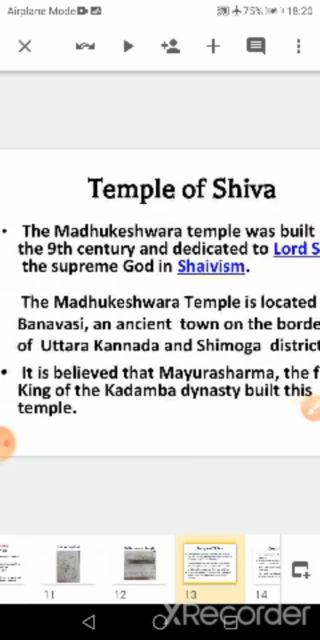 Airplane Mode 75% 18:20
Temple of Shiva
• The Madhukeshwara temple was built
the 9th century and dedicated to Lord S
the supreme God in Shaivism.
The Madhukeshwara Temple is located
Banavasi, an ancient town on the borde
of Uttara Kannada and Shimoga district
• It is believed that Mayurasharma, the f
King of the Kadamba dynasty built this
temple.
11 12 13 14
XRecorder